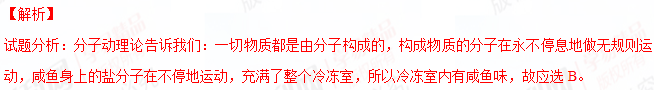 【解析】
试题分析：分子动理论告诉我们：一切物质都是由分子构成的，构成物质的分子在永不停息地做无规则运
动，咸鱼身上的盐分子在不停地运动，充满了整个冷冻室，所以冷冻室内有咸鱼味，故应选 B。